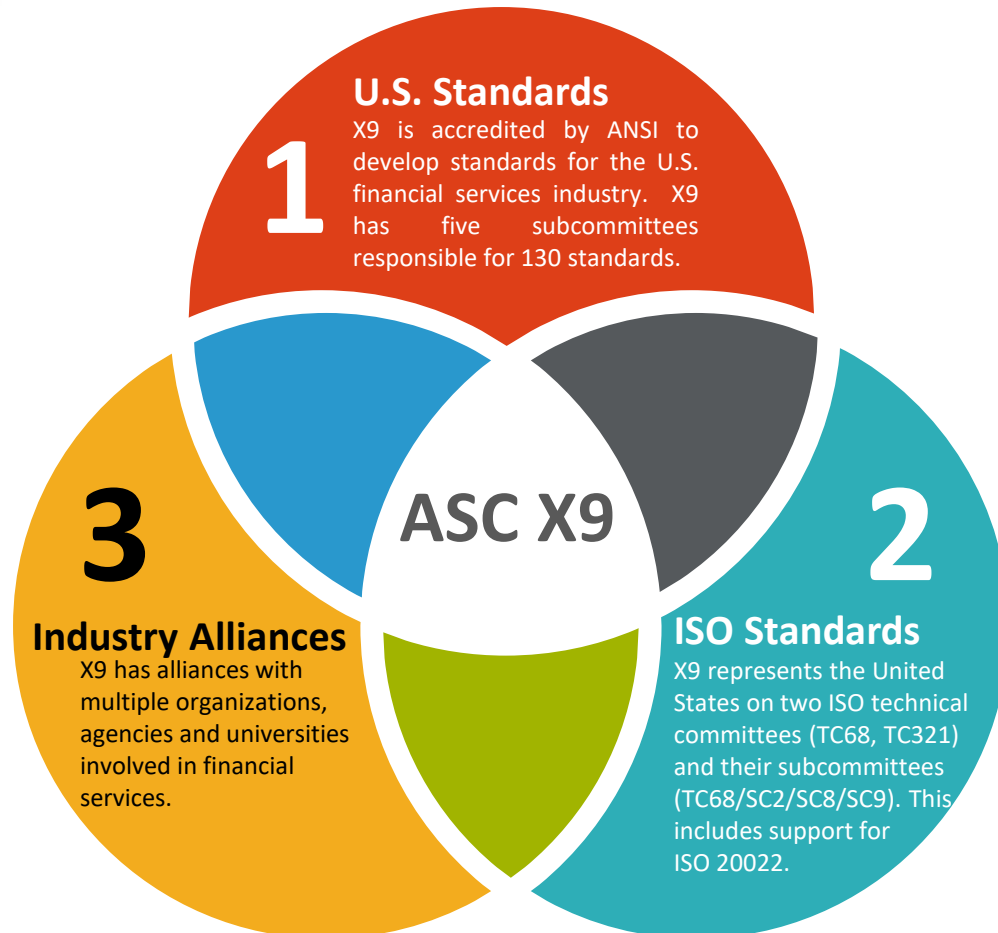 U.S. Standards
1
X9 is accredited by ANSI to
develop standards for the U.S.
financial services industry. X9
has five subcommittees
responsible for 130 standards.
ASC X9
3
Industry Alliances
X9 has alliances with
multiple organizations,
agencies and universities
involved in financial
services.
2
ISO Standards
X9 represents the United
States on two ISO technical
committees (TC68, TC321)
and their subcommittees
(TC68/SC2/SC8/SC9). This
includes support for
ISO 20022.